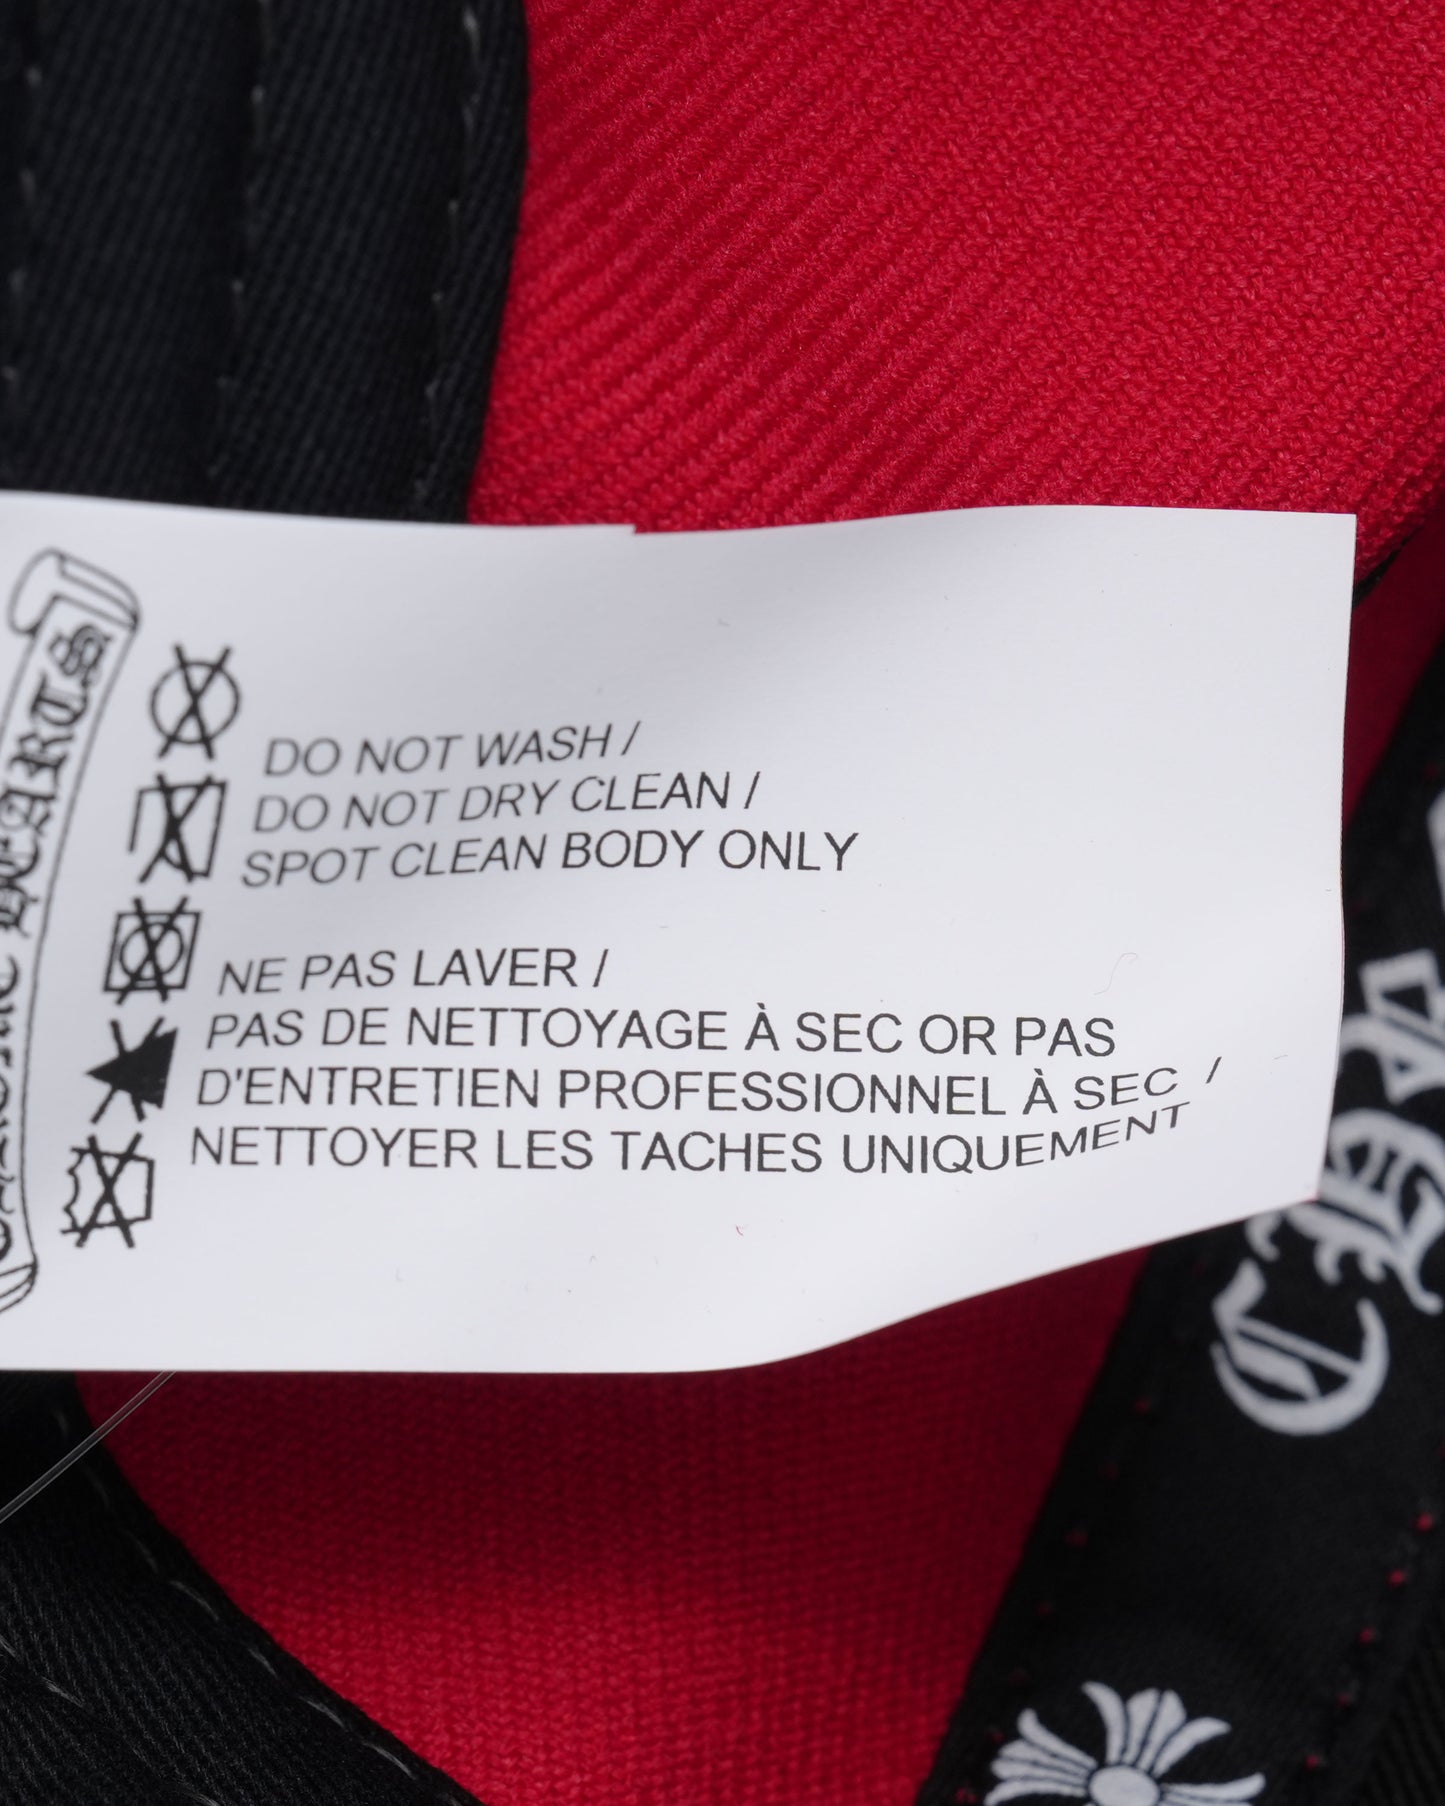 DO NOT WASH /
DO NOT DRY CLEAN /
SPOT CLEAN BODY ONLY
NE PAS LAVER /
PAS DE NETTOYAGE À SEC OR PAS
D'ENTRETIEN PROFESSIONNEL À SEC /
NETTOYER LES TACHES UNIQUEMENT
HEARTS